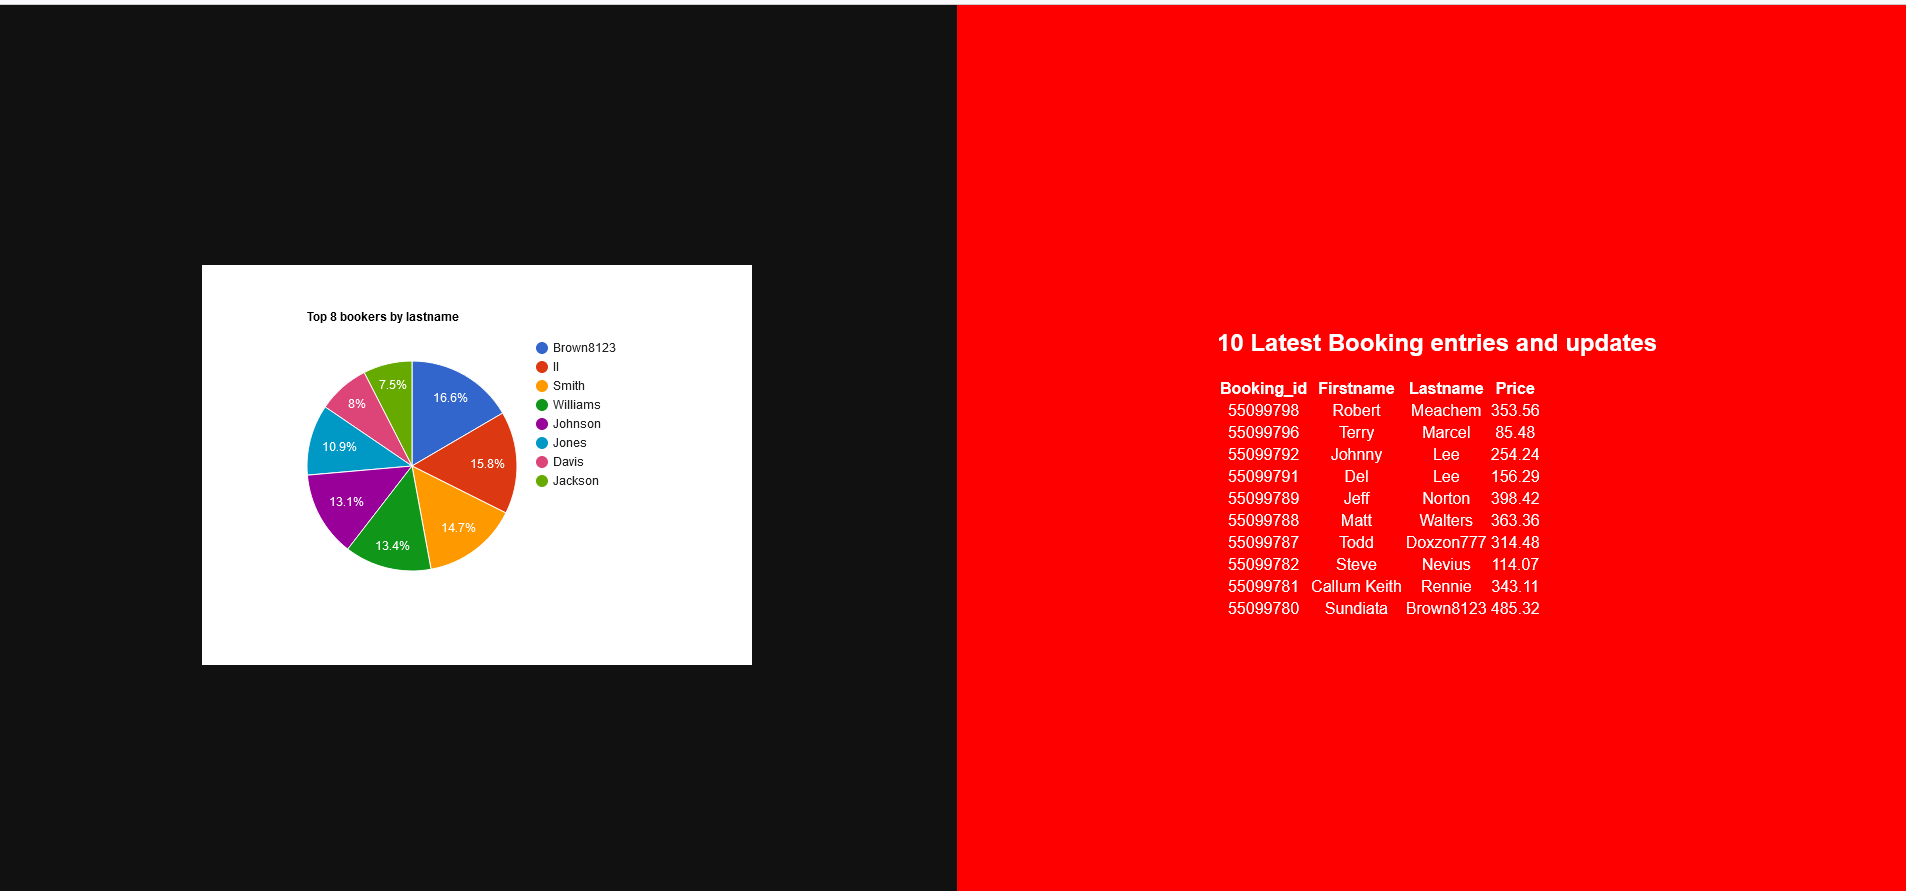 Top 8 bookers by lastname
Brown8123
II
Smith
Williams
Johnson
Jones
Davis
Jackson
16.6%
15.8%
14.7%
13.4%
13.1%
10.9%
8%
7.5%
10 Latest Booking entries and updates
Booking_id Firstname Lastname Price
55099798 Robert Meachem 353.56
55099796 Terry Marcel 85.48
55099792 Johnny Lee 254.24
55099791 Del Lee 156.29
55099789 Jeff Norton 398.42
55099788 Matt Walters 363.36
55099787 Todd Doxzon777 314.48
55099782 Steve Nevius 114.07
55099781 Callum Keith Rennie 343.11
55099780 Sundiata Brown8123 485.32